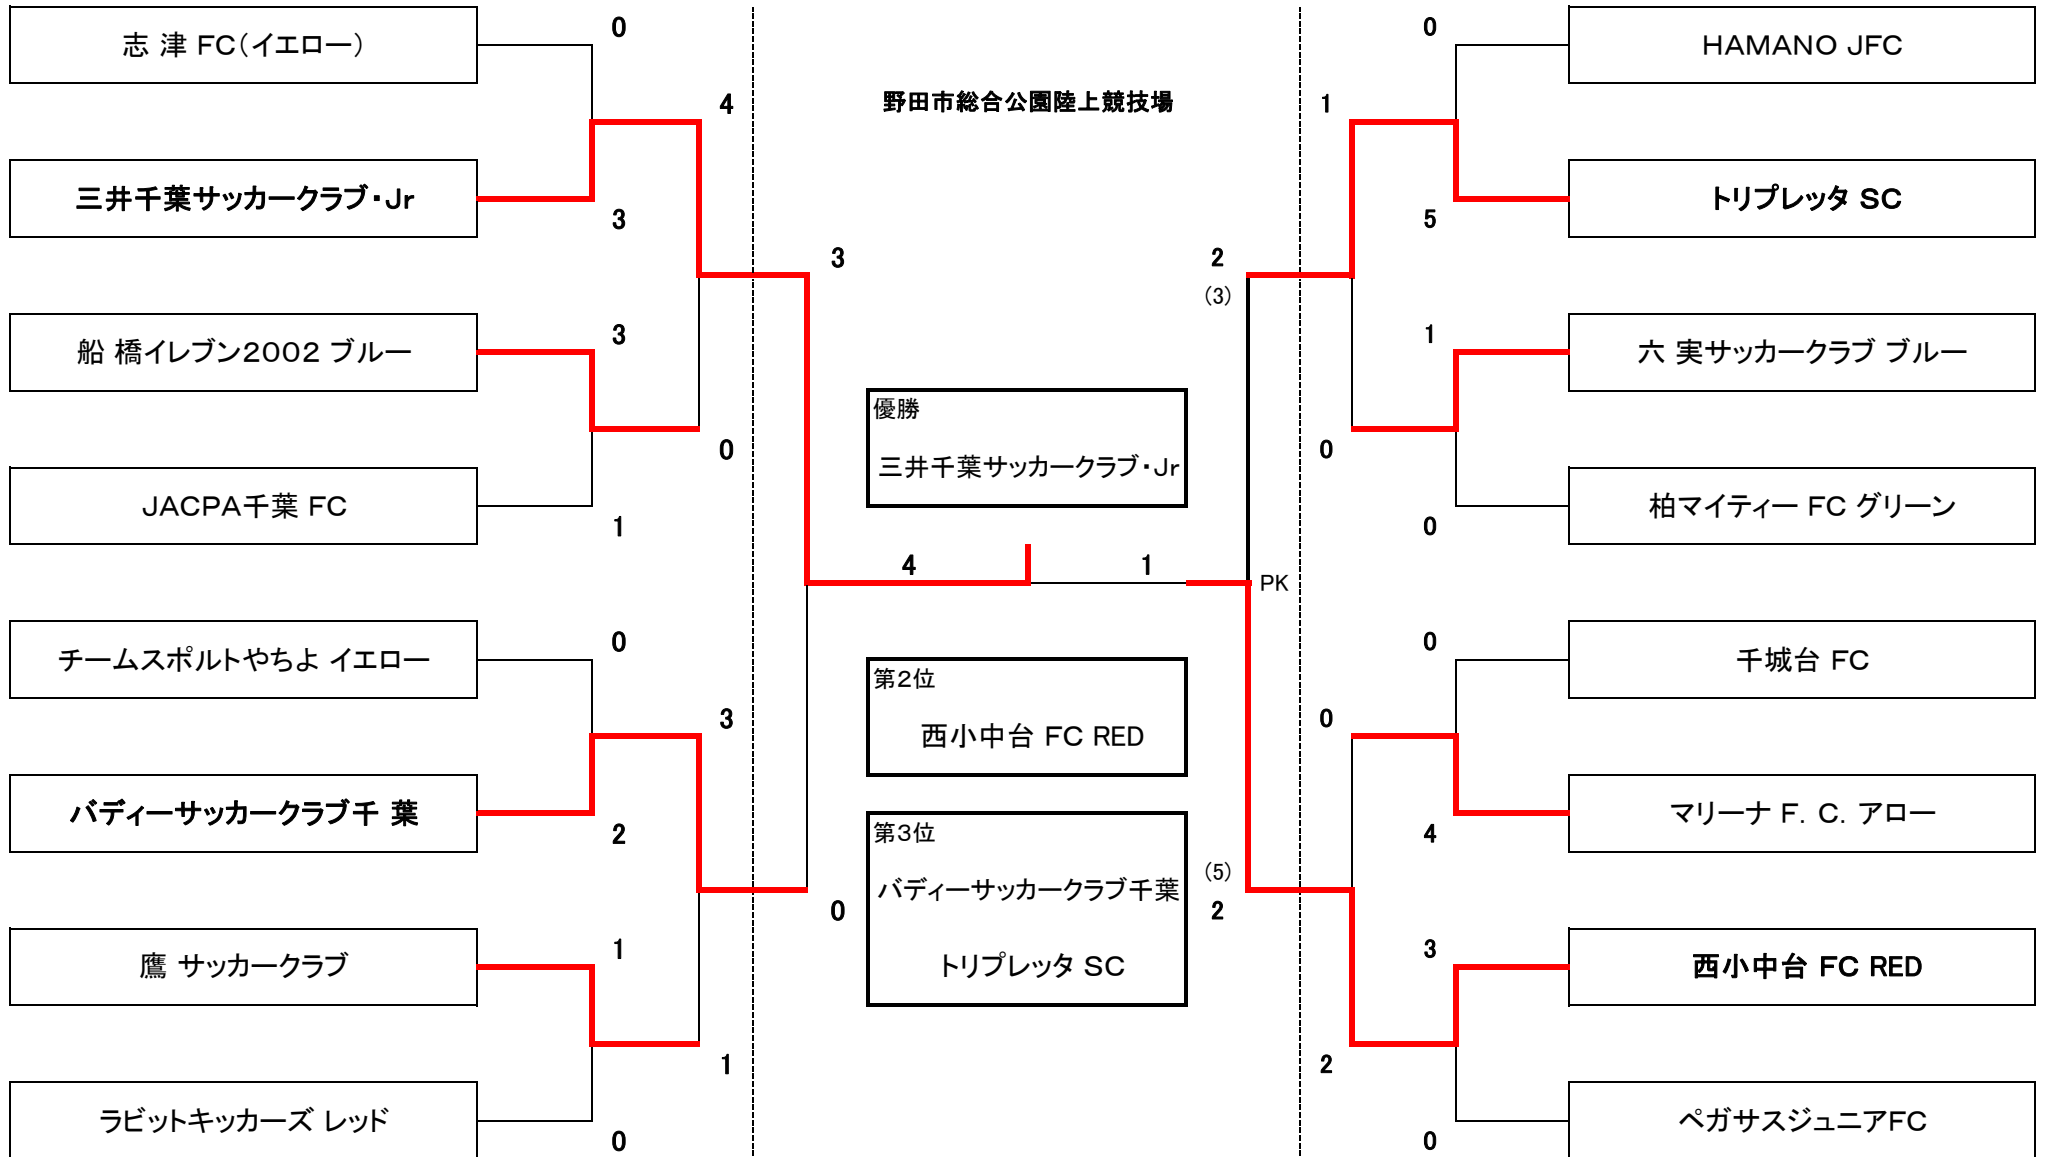 志 津 FC(イエロー)
0
4
三井千葉サッカークラブ・Jr
3
3
船 橋イレブン2002 ブルー
3
0
JACPA千葉 FC
1
チームスポルトやちよ イエロー
0
3
バディーサッカークラブ千 葉
2
0
鷹 サッカークラブ
1
1
ラビットキッカーズ レッド
0
野田市総合公園陸上競技場
優勝
三井千葉サッカークラブ・Jr
4
1
PK
第2位
西小中台 FC RED
第3位
バディーサッカークラブ千葉
トリプレッタ SC
0
HAMANO JFC
1
トリプレッタ SC
5
2
(3)
1
六 実サッカークラブ ブルー
0
柏マイティー FC グリーン
0
0
千城台 FC
0
マリーナ F. C. アロー
4
(5)
2
3
西小中台 FC RED
2
ペガサスジュニアFC
0